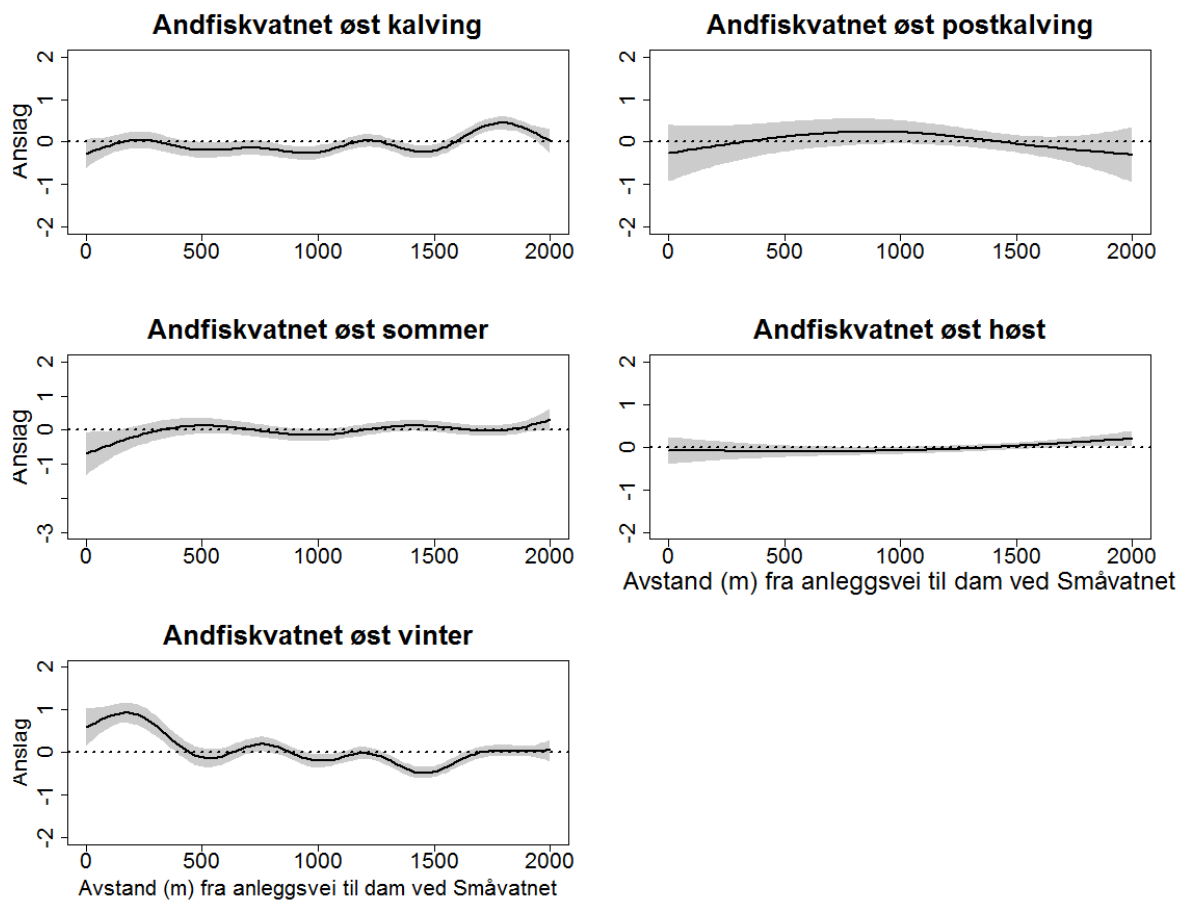 Andfiskvatnet øst kalving
Anslag
2
1
0
-1
-2
0 500 1000 1500 2000
Andfiskvatnet øst postkalving
2
1
0
-1
-2
0 500 1000 1500 2000
Andfiskvatnet øst sommer
Anslag
2
1
0
-1
-3
0 500 1000 1500 2000
Andfiskvatnet øst høst
2
1
0
-1
-2
0 500 1000 1500 2000
Avstand (m) fra anleggsvei til dam ved Småvatnet
Andfiskvatnet øst vinter
Anslag
2
1
0
-1
-2
0 500 1000 1500 2000
Avstand (m) fra anleggsvei til dam ved Småvatnet